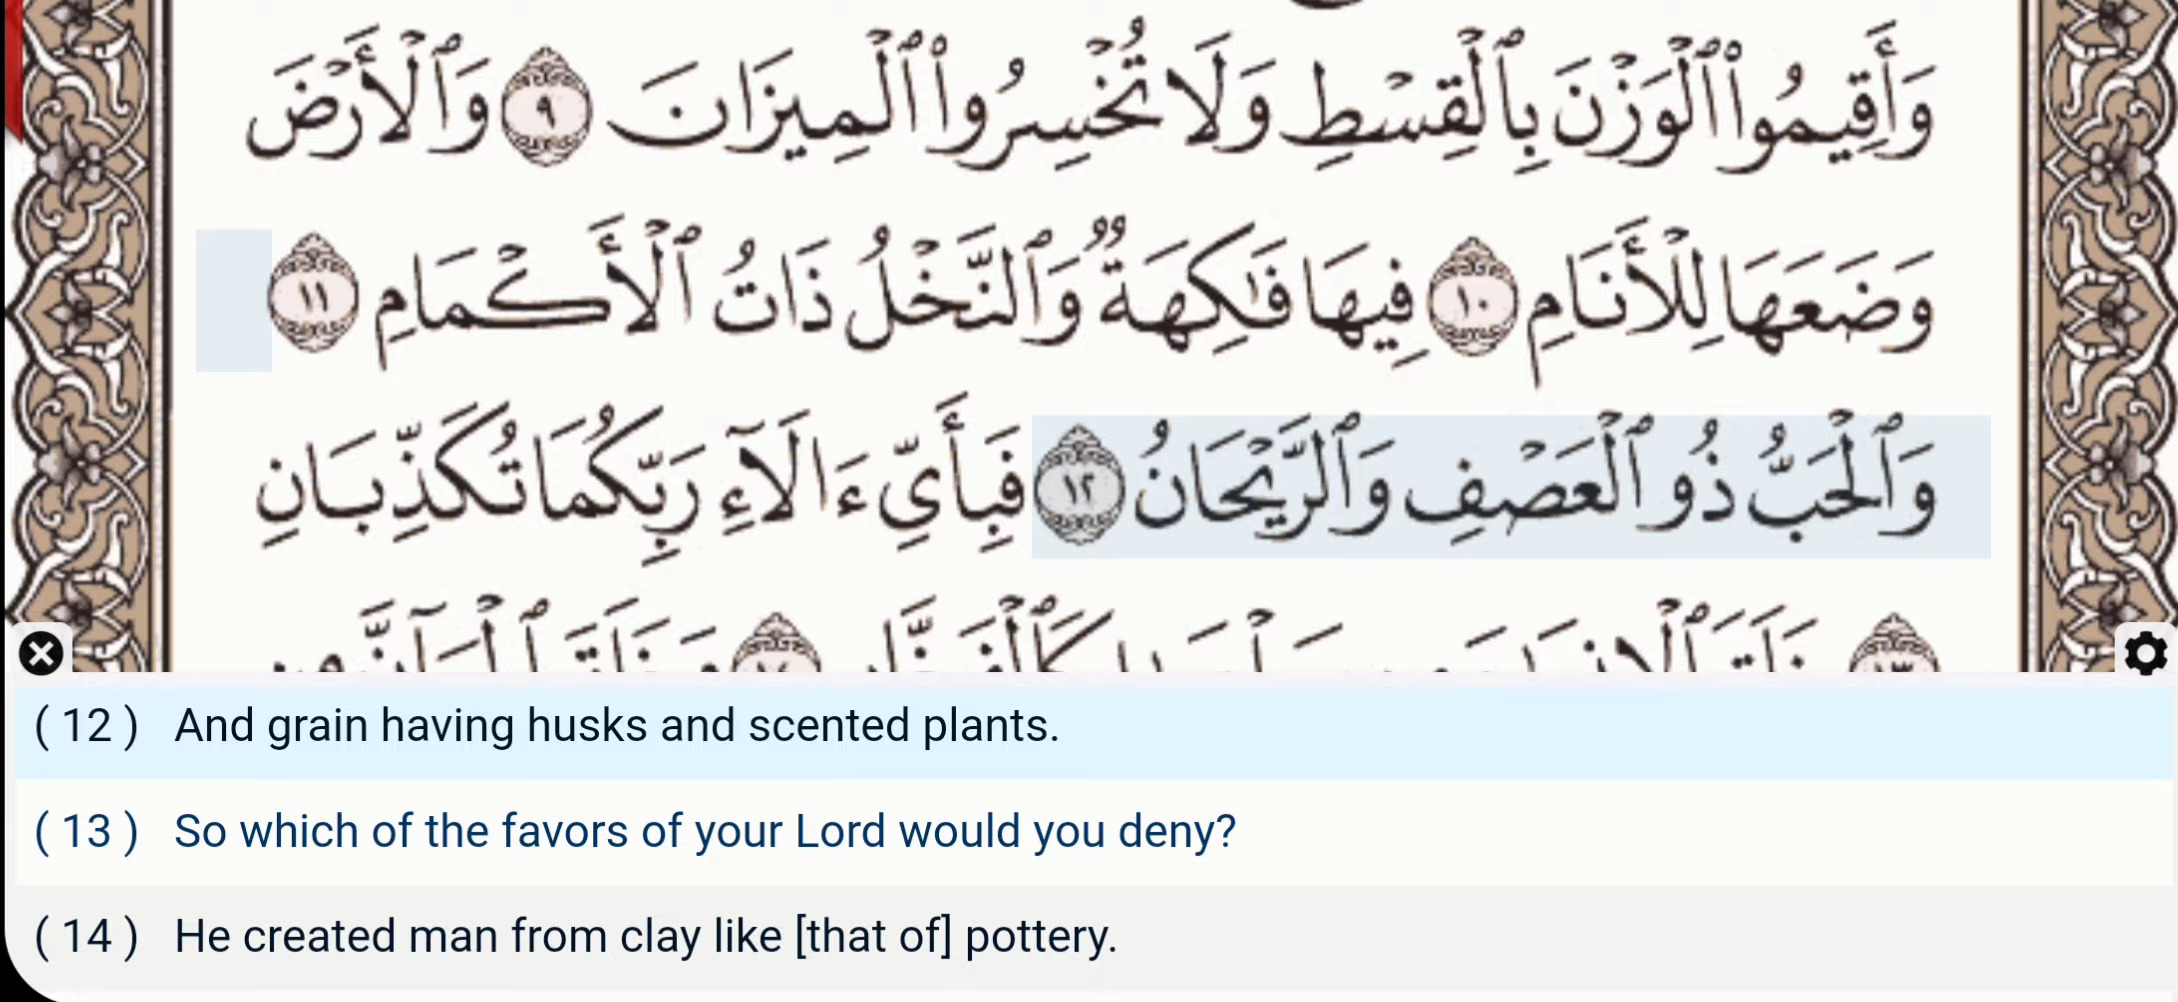 وَأَقِيمُوا۟ ٱلْوَزْنَ بِٱلْقِسْطِ وَلَا تُخْسِرُوا۟ ٱلْمِيزَانَ ٩ وَٱلْأَرْضَ
وَضَعَهَا لِلْأَنَامِ ١٠ فِيهَا فَٰكِهَةٌ وَٱلنَّخْلُ ذَاتُ ٱلْأَكْمَامِ ١١
وَٱلْحَبُّ ذُو ٱلْعَصْفِ وَٱلرَّيْحَانُ ١٢ فَبِأَيِّ ءَالَآءِ رَبِّكُمَا تُكَذِّبَانِ
( 12 ) And grain having husks and scented plants.
( 13 ) So which of the favors of your Lord would you deny?
( 14 ) He created man from clay like [that of] pottery.